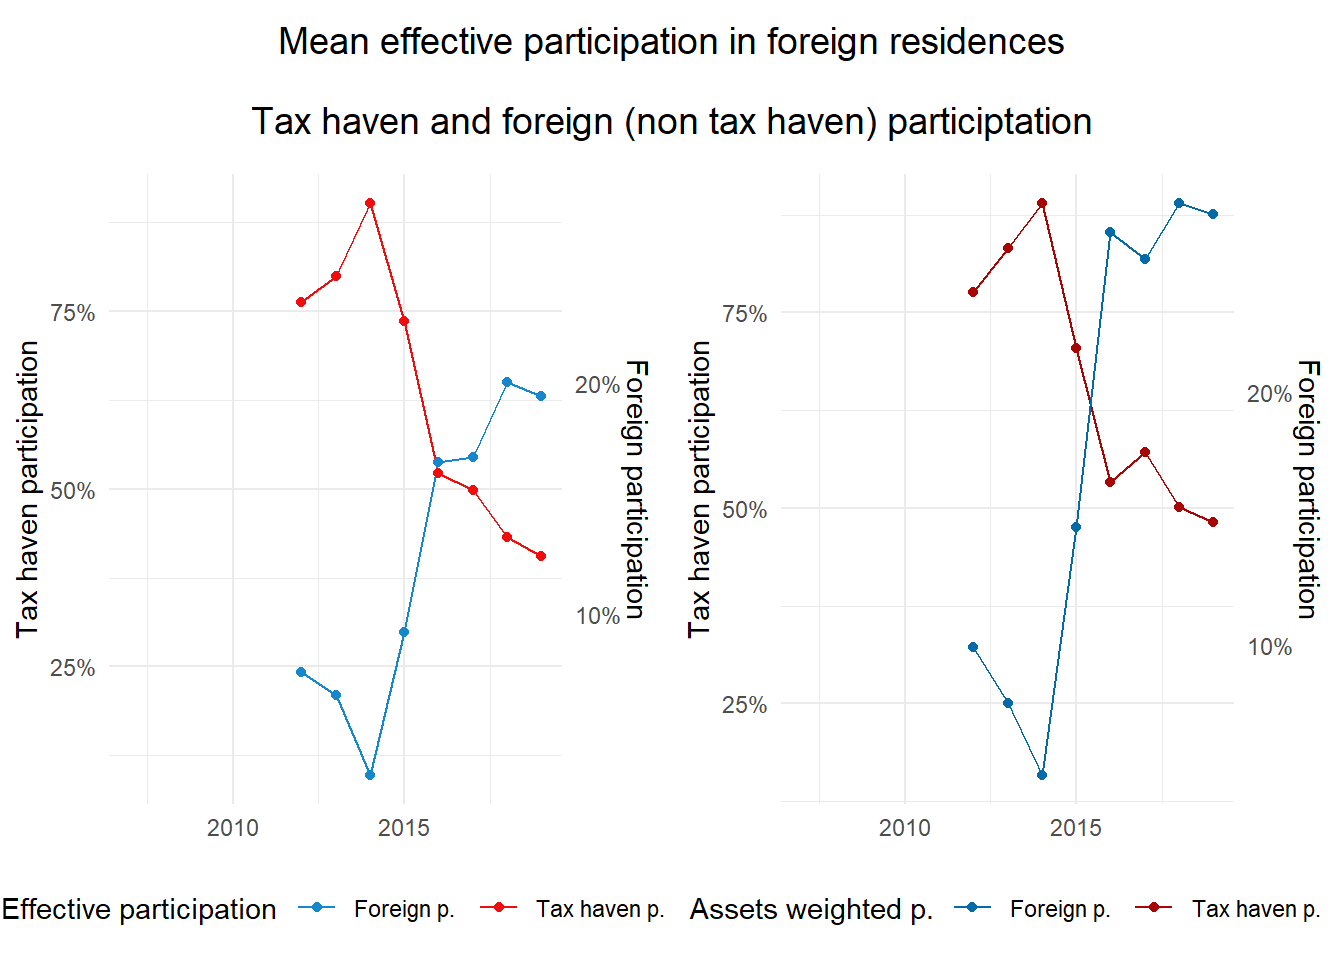 Mean effective participation in foreign residences
Tax haven and foreign (non tax haven) participtation
Tax haven participation
75%
50%
25%
20%
10%
Foreign participation
2010 2015
Tax haven participation
75%
50%
25%
20%
10%
Foreign participation
2010 2015
Effective participation Foreign p. Tax haven p.
Assets weighted p. Foreign p. Tax haven p.